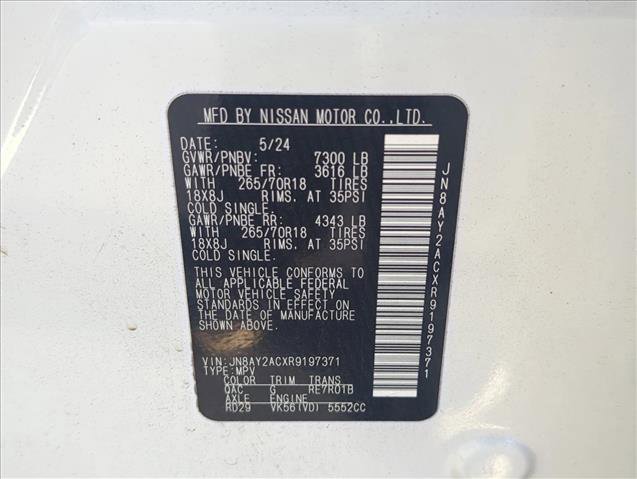 MFD BY NISSAN MOTOR CO.,LTD.
DATE: 5/24
GVWR/PNBV: 7300 LB
GAWR/PNBE FR: 3616 LB
WITH 265/70R18 TIRES
18X8J RIMS. AT 35PSI
COLD SINGLE.
GAWR/PNBE RR: 4343 LB
WITH 265/70R18 TIRES
18X8J RIMS. AT 35PSI
COLD SINGLE.
THIS VEHICLE CONFORMS TO
ALL APPLICABLE FEDERAL
MOTOR VEHICLE SAFETY
STANDARDS IN EFFECT ON
THE DATE OF MANUFACTURE
SHOWN ABOVE.
VIN:JN8AY2ACXR9197371
TYPE:MPV
COLOR TRIM TRANS
QAC G RE7R01B
AXLE ENGINE
RD29 VK56(VD) 5552CC
JN8AY2ACXR9197371